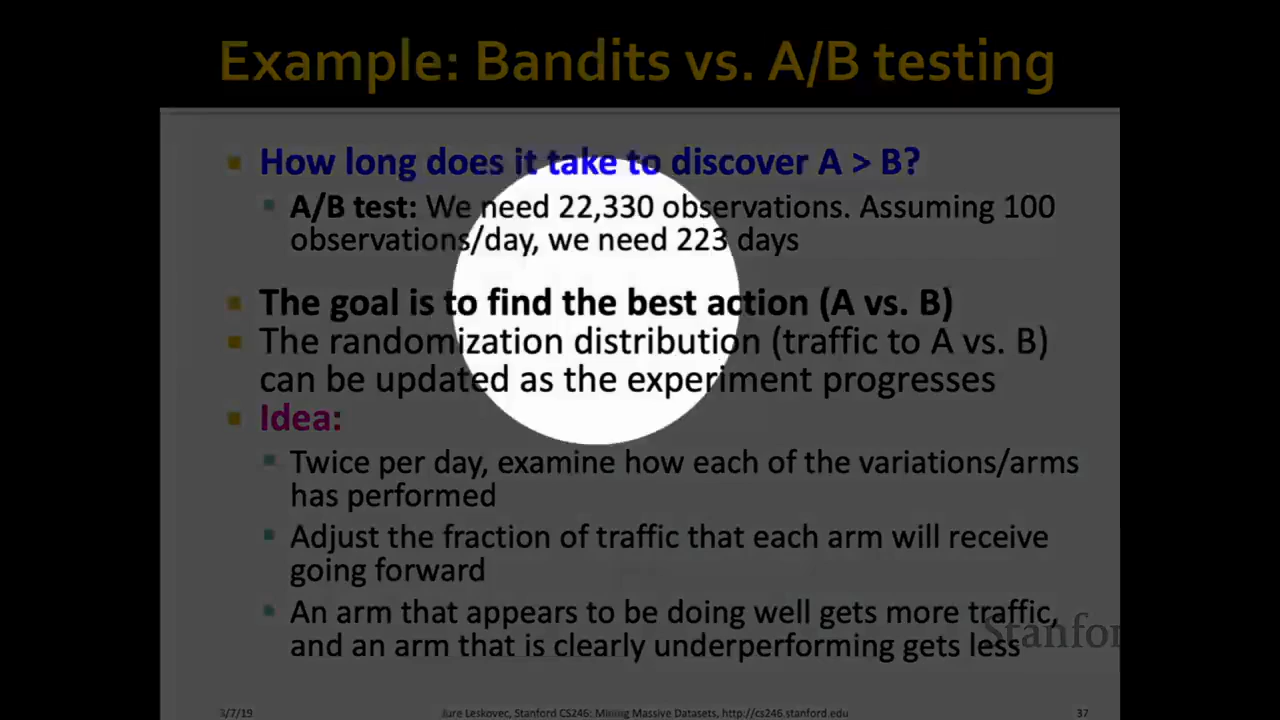 Example: Bandits vs. A/B testing
How long does it take to discover A > B?
A/B test: We need 22,330 observations. Assuming 100
observations/day, we need 223 days
The goal is to find the best action (A vs. B)
The randomization distribution (traffic to A vs. B)
can be updated as the experiment progresses
Idea:
Twice per day, examine how each of the variations/arms
has performed
Adjust the fraction of traffic that each arm will receive
going forward
An arm that appears to be doing well gets more traffic,
and an arm that is clearly underperforming gets less
Stanfor
3/7/19
Jure Leskovec, Stanford CS246: Mining Massive Datasets, http://cs246.stanford.edu
37